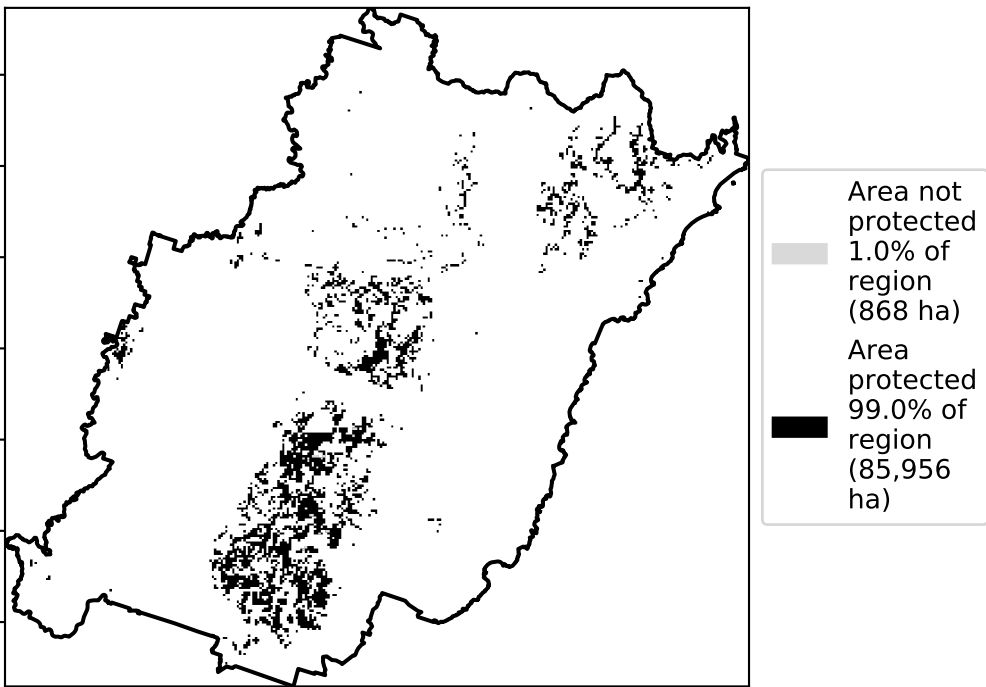 Area not
protected
1.0% of
region
(868 ha)
Area
protected
99.0% of
region
(85,956
ha)